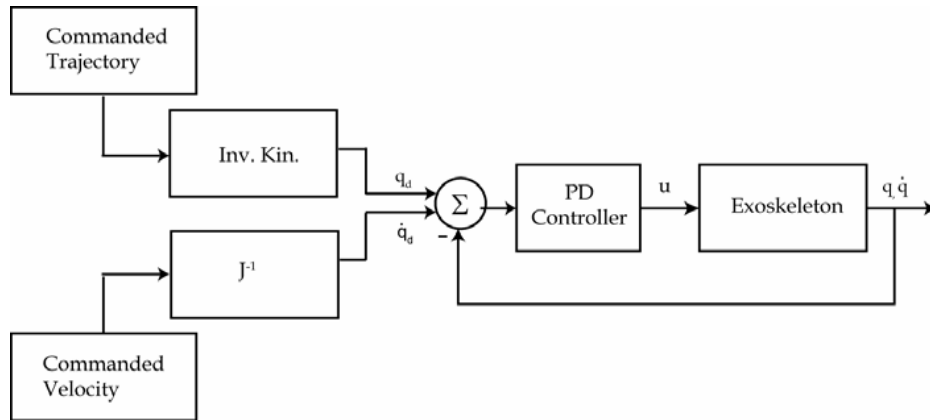 Commanded
Trajectory
Inv. Kin.
q_d
q̇_d
Σ
−
PD
Controller
u
Exoskeleton
q, q̇
J⁻¹
Commanded
Velocity